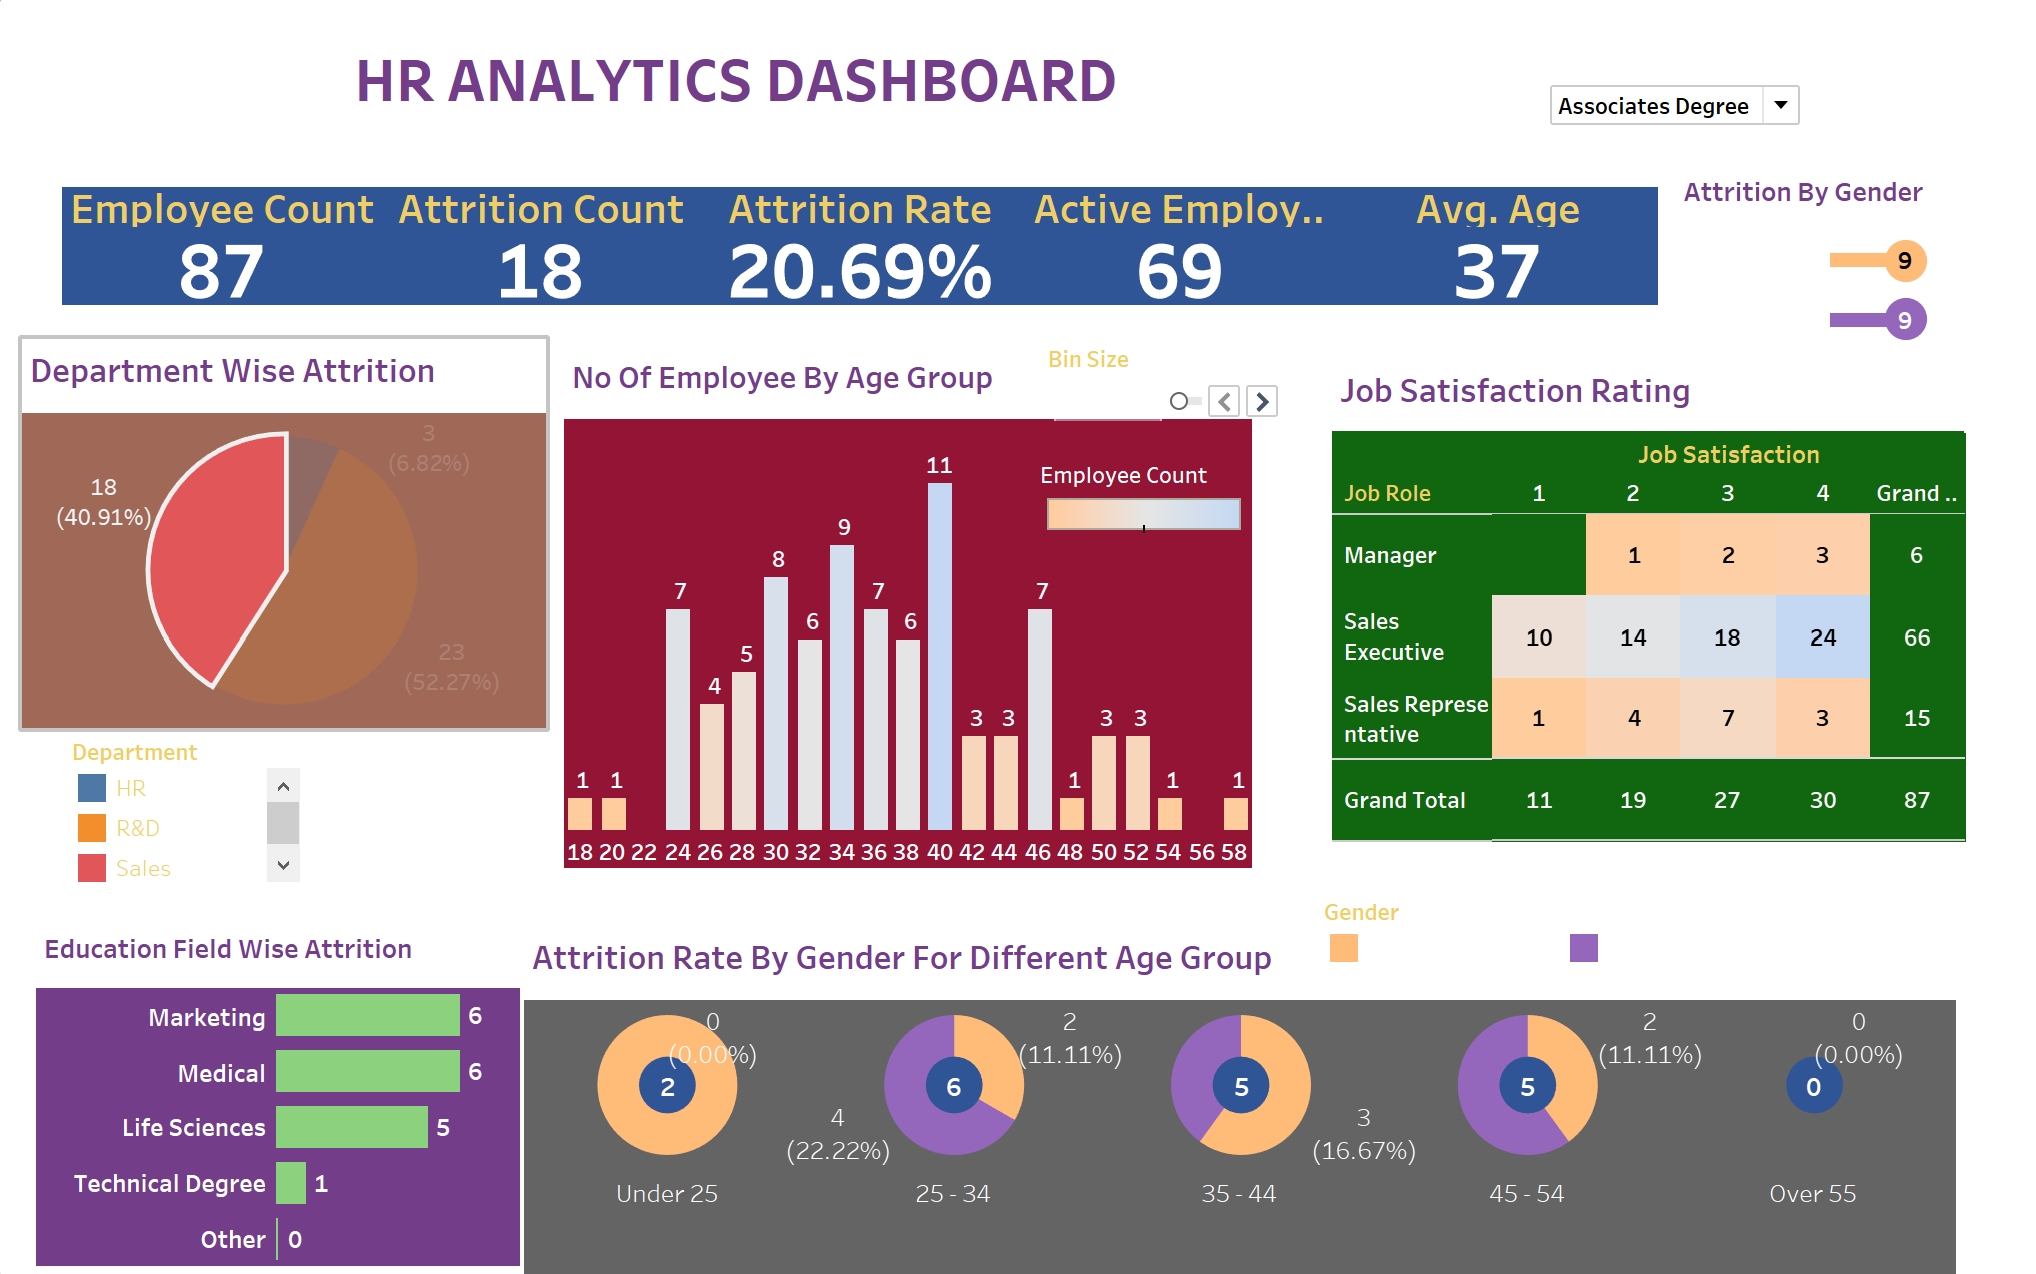 HR ANALYTICS DASHBOARD
Associates Degree
Employee Count Attrition Count Attrition Rate Active Employ.. Avg. Age
87 18 20.69% 69 37
Attrition By Gender
9
9
Department Wise Attrition
3
(6.82%)
18
(40.91%)
23
(52.27%)
Department
HR
R&D
Sales
No Of Employee By Age Group
Bin Size
Employee Count
1 1 7 4 5 8 6 9 7 6 11 3 3 7 1 3 3 1 1
18 20 22 24 26 28 30 32 34 36 38 40 42 44 46 48 50 52 54 56 58
Job Satisfaction Rating
Job Satisfaction
Job Role 1 2 3 4 Grand ..
Manager 1 2 3 6
Sales
Executive 10 14 18 24 66
Sales Represe
ntative 1 4 7 3 15
Grand Total 11 19 27 30 87
Education Field Wise Attrition
Marketing 6
Medical 6
Life Sciences 5
Technical Degree 1
Other 0
Attrition Rate By Gender For Different Age Group
Gender
0 2 2 0
(0.00%) (11.11%) (11.11%) (0.00%)
2 6 5 5 0
4 3
(22.22%) (16.67%)
Under 25 25 - 34 35 - 44 45 - 54 Over 55